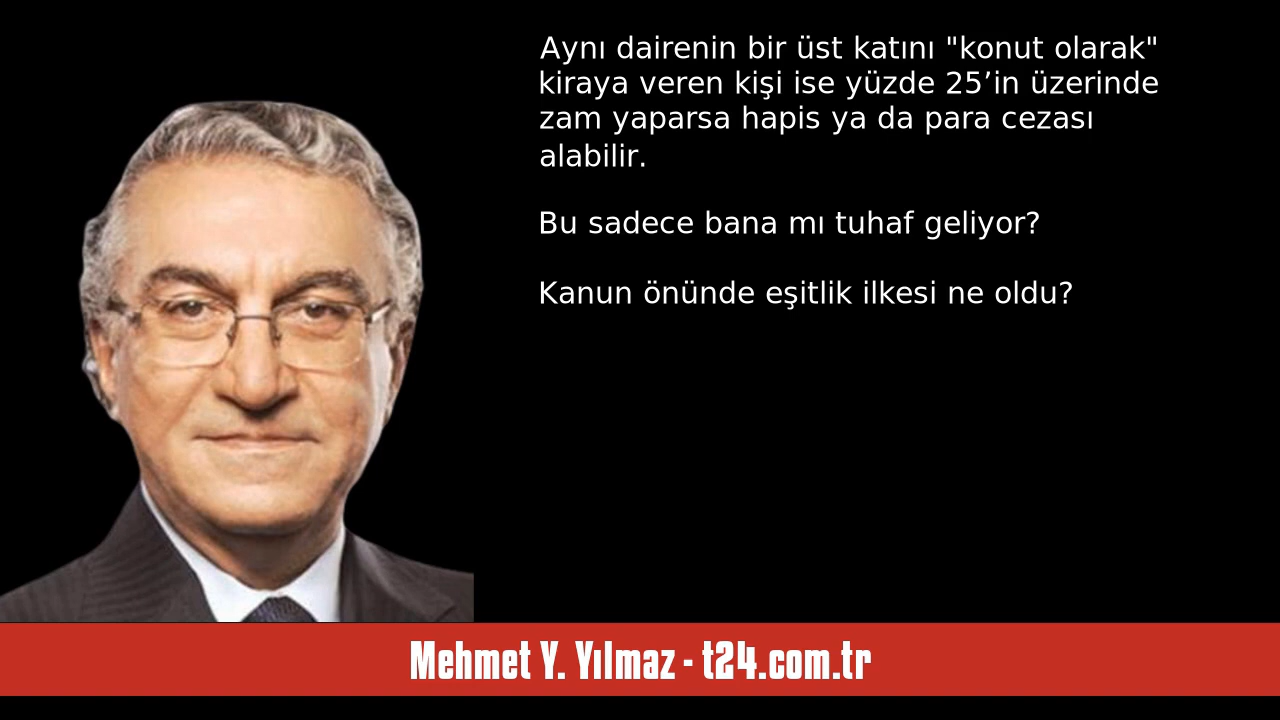 Aynı dairenin bir üst katını "konut olarak"
kiraya veren kişi ise yüzde 25’in üzerinde
zam yaparsa hapis ya da para cezası
alabilir.
Bu sadece bana mı tuhaf geliyor?
Kanun önünde eşitlik ilkesi ne oldu?
Mehmet Y. Yılmaz - t24.com.tr